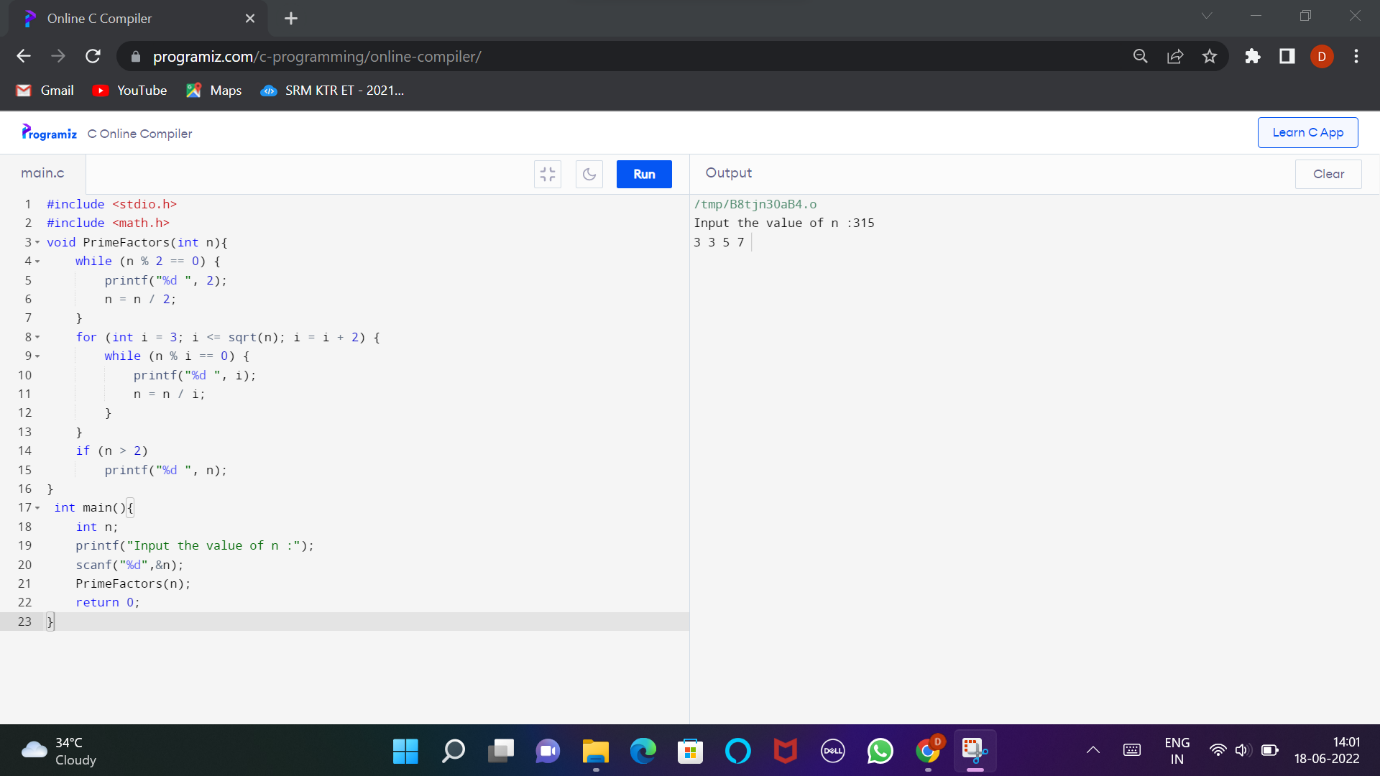 Online C Compiler
programiz.com/c-programming/online-compiler/
D
Gmail YouTube Maps SRM KTR ET - 2021...
Programiz C Online Compiler Learn C App
main.c Run Output Clear
1 #include <stdio.h>
2 #include <math.h>
3 void PrimeFactors(int n){
4 while (n % 2 == 0) {
5 printf("%d ", 2);
6 n = n / 2;
7 }
8 for (int i = 3; i <= sqrt(n); i = i + 2) {
9 while (n % i == 0) {
10 printf("%d ", i);
11 n = n / i;
12 }
13 }
14 if (n > 2)
15 printf("%d ", n);
16 }
17 int main(){
18 int n;
19 printf("Input the value of n :");
20 scanf("%d",&n);
21 PrimeFactors(n);
22 return 0;
23 }
/tmp/B8tjn30aB4.o
Input the value of n :315
3 3 5 7
34°C
Cloudy
DELL
D
ENG
IN
14:01
18-06-2022